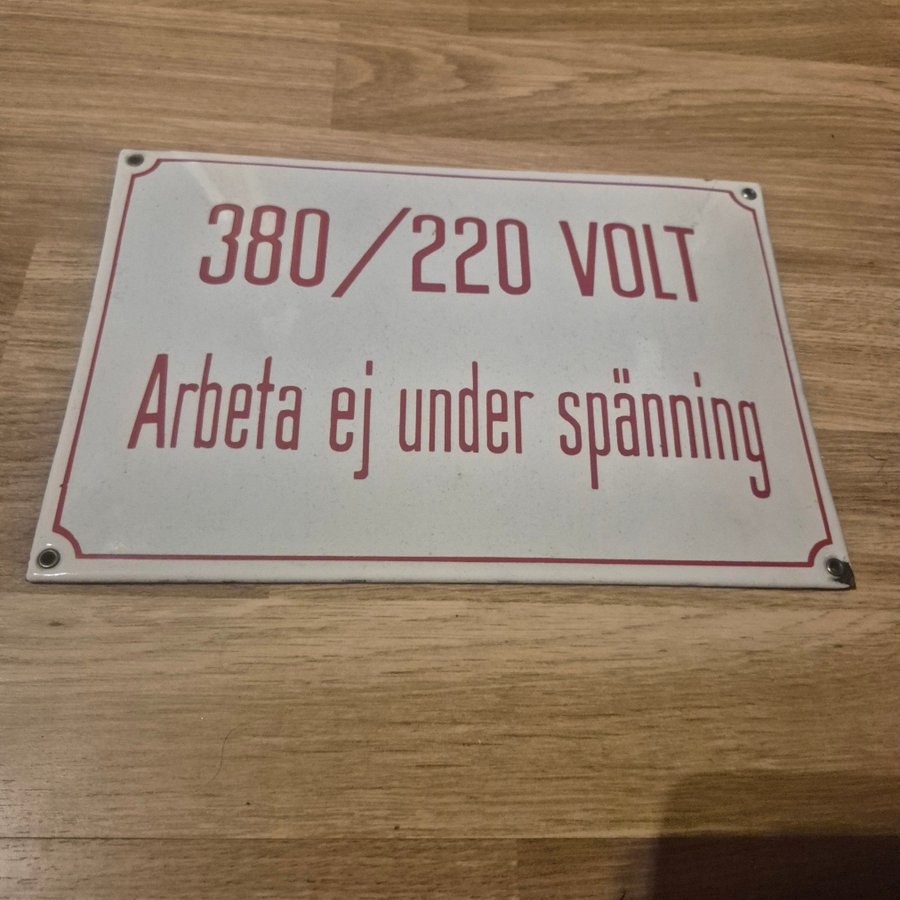 380/220 VOLT
Arbeta ej under spänning